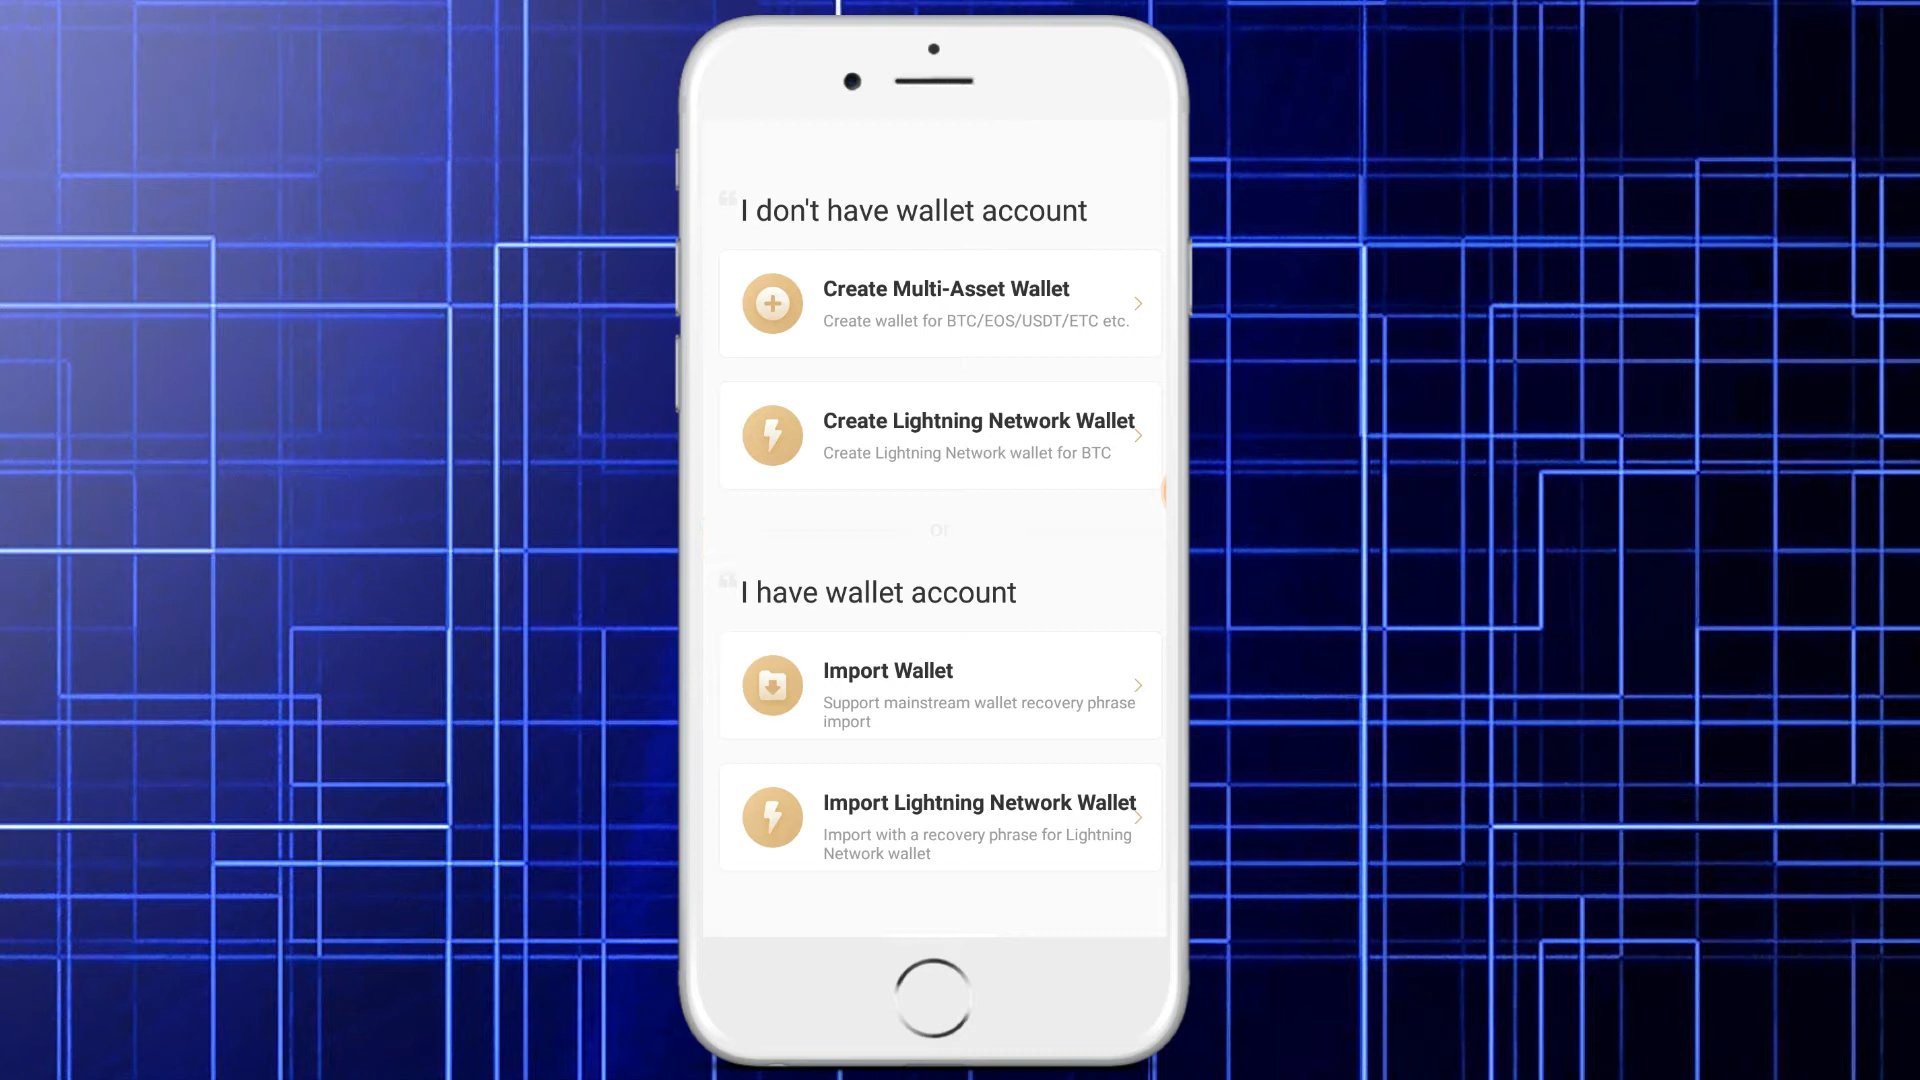 I don't have wallet account
Create Multi-Asset Wallet
Create wallet for BTC/EOS/USDT/ETC etc.
Create Lightning Network Wallet
Create Lightning Network wallet for BTC
or
I have wallet account
Import Wallet
Support mainstream wallet recovery phrase
import
Import Lightning Network Wallet
Import with a recovery phrase for Lightning
Network wallet